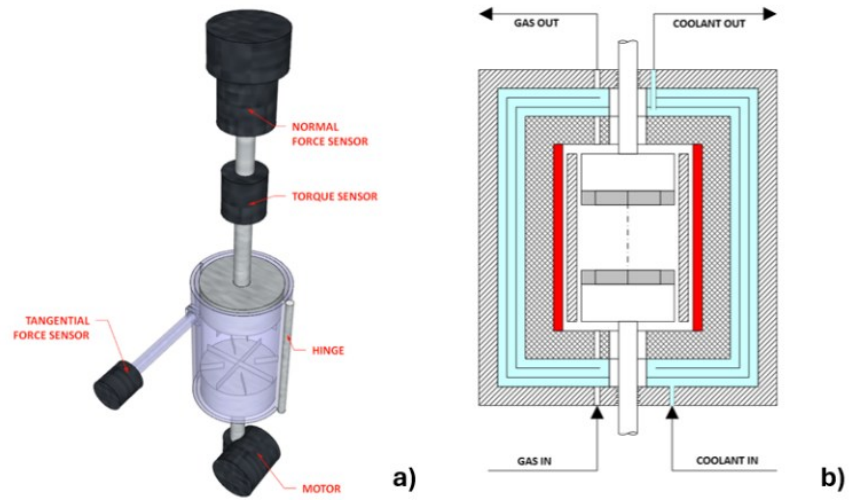 NORMAL
FORCE SENSOR
TORQUE SENSOR
TANGENTIAL
FORCE SENSOR
HINGE
MOTOR
a)
GAS OUT
COOLANT OUT
GAS IN
COOLANT IN
b)